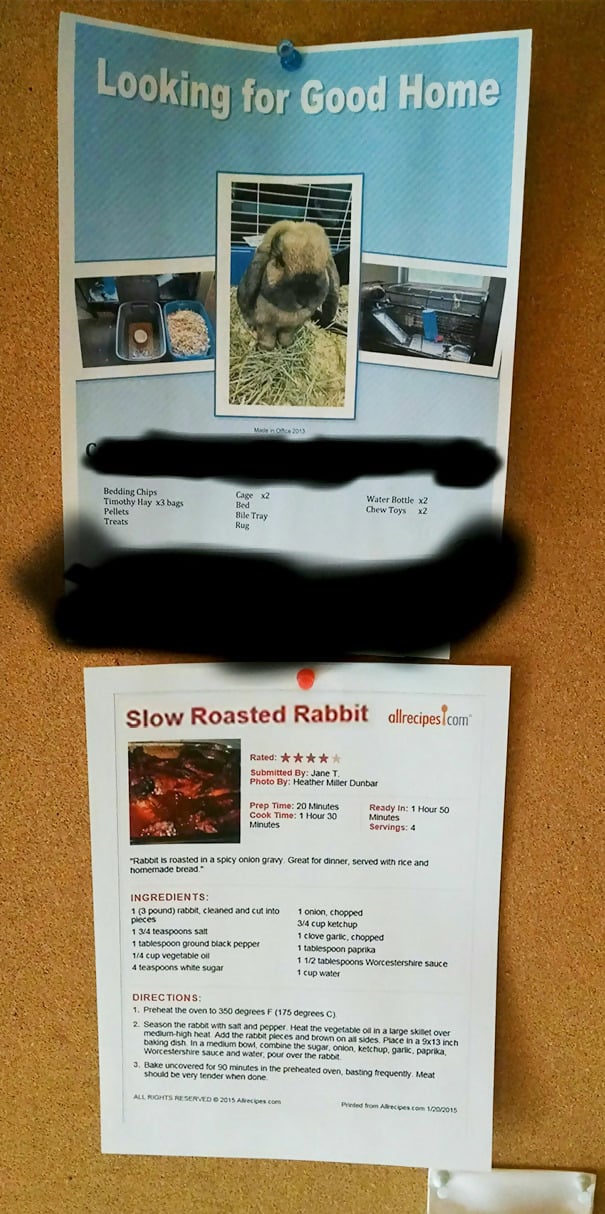 Looking for Good Home
Made in Office 2013
Bedding Chips
Timothy Hay x3 bags
Pellets
Treats
Cage x2
Bed
Bile Tray
Rug
Water Bottle x2
Chew Toys x2
Slow Roasted Rabbit
allrecipes.com
Rated:
Submitted By: Jane T.
Photo By: Heather Miller Dunbar
Prep Time: 20 Minutes
Cook Time: 1 Hour 30
Minutes
Ready In: 1 Hour 50
Minutes
Servings: 4
"Rabbit is roasted in a spicy onion gravy. Great for dinner, served with rice and
homemade bread."
INGREDIENTS:
1 (3 pound) rabbit, cleaned and cut into
pieces
1 3/4 teaspoons salt
1 tablespoon ground black pepper
1/4 cup vegetable oil
4 teaspoons white sugar
1 onion, chopped
3/4 cup ketchup
1 clove garlic, chopped
1 tablespoon paprika
1 1/2 tablespoons Worcestershire sauce
1 cup water
DIRECTIONS:
1. Preheat the oven to 350 degrees F (175 degrees C).
2. Season the rabbit with salt and pepper. Heat the vegetable oil in a large skillet over
medium-high heat. Add the rabbit pieces and brown on all sides. Place in a 9x13 inch
baking dish. In a medium bowl, combine the sugar, onion, ketchup, garlic, paprika,
Worcestershire sauce and water; pour over the rabbit.
3. Bake uncovered for 90 minutes in the preheated oven, basting frequently. Meat
should be very tender when done.
ALL RIGHTS RESERVED © 2015 Allrecipes.com
Printed from Allrecipes.com 1/20/2015